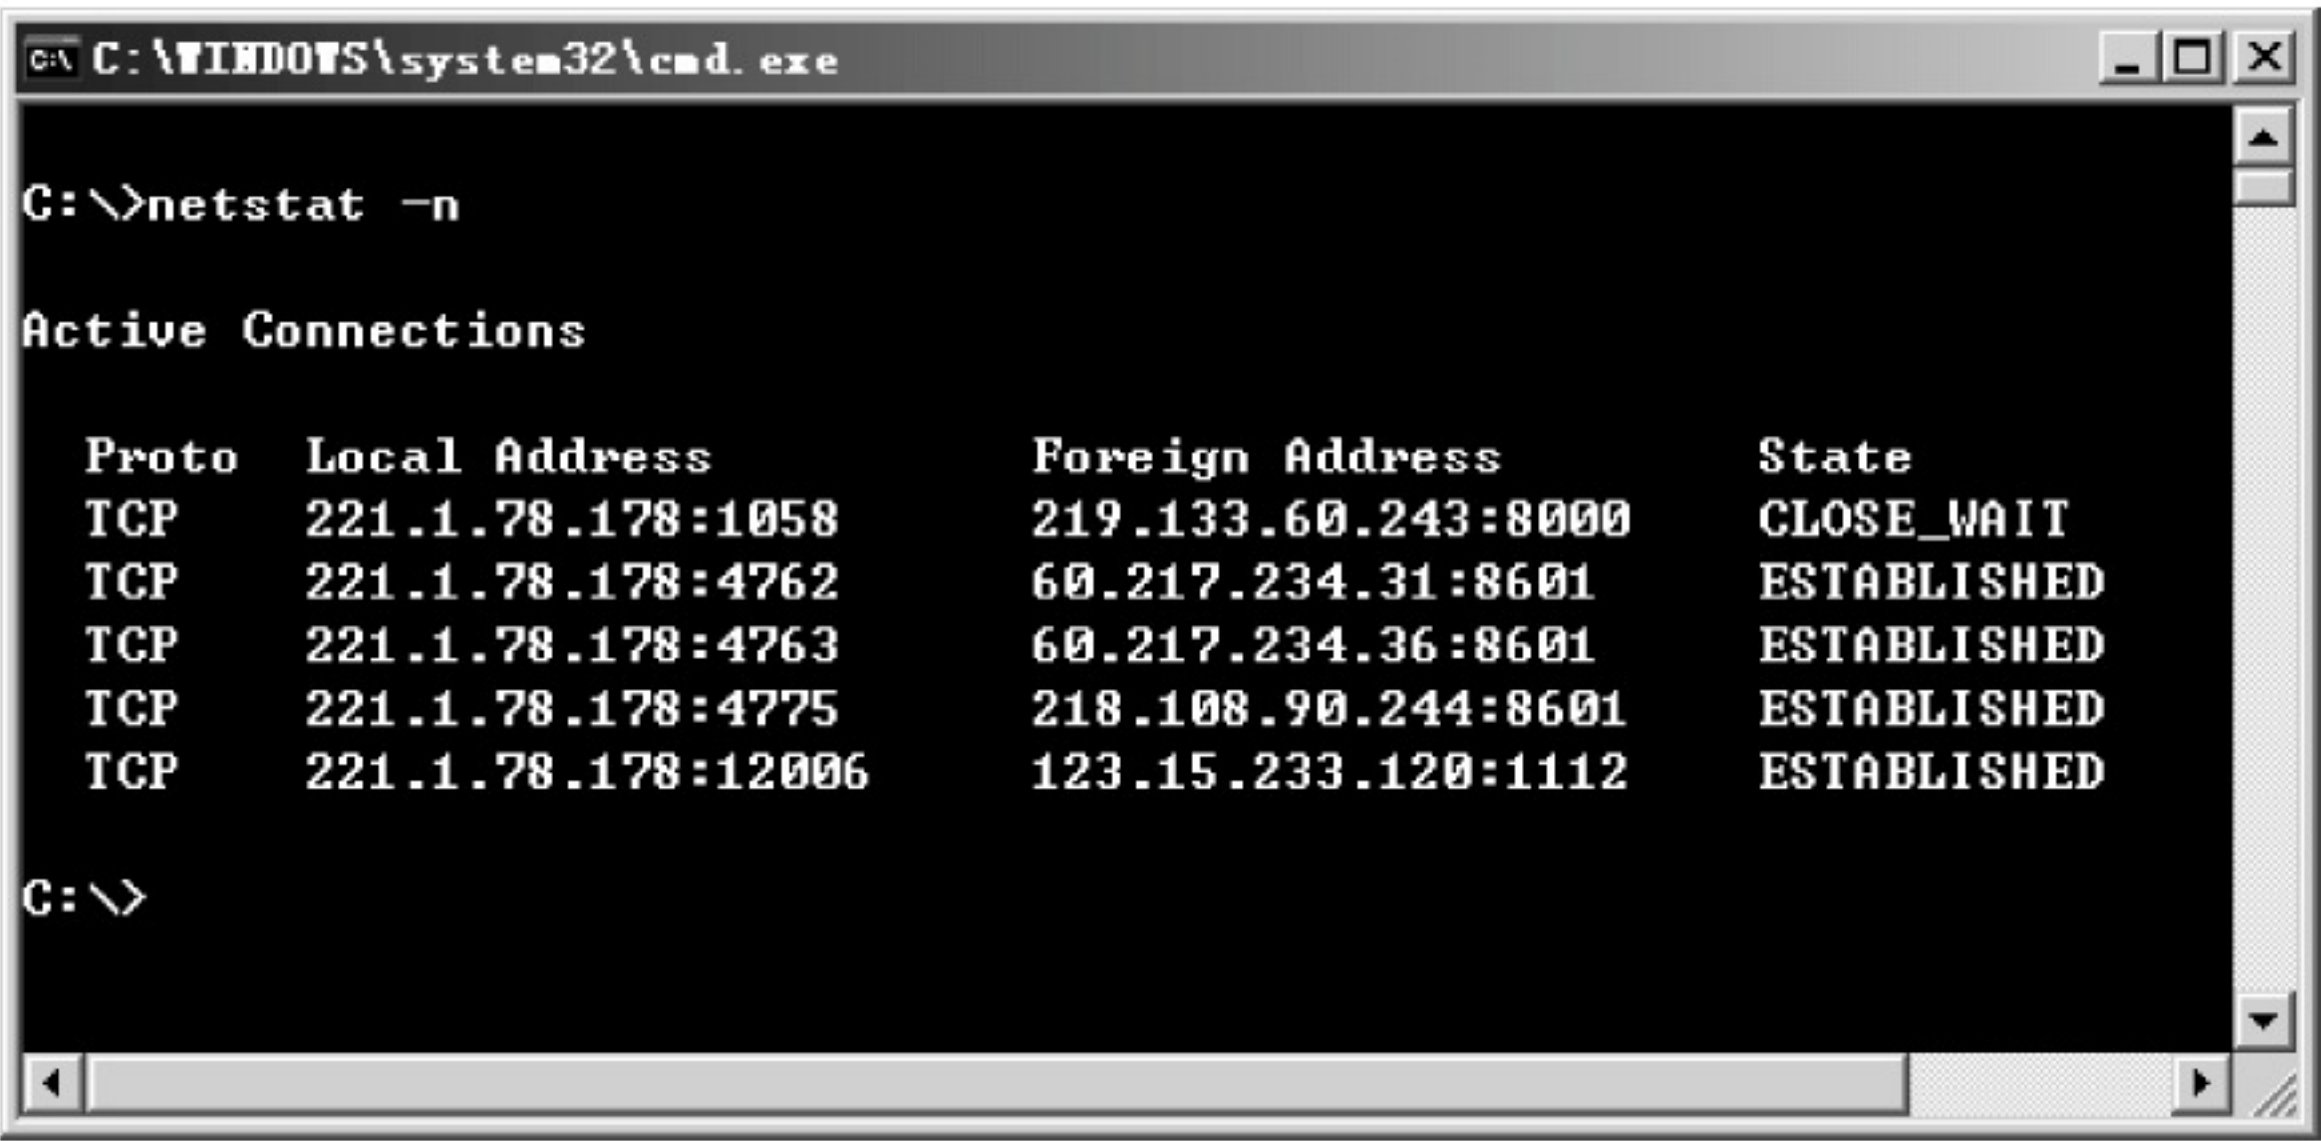 C:\WINDOWS\system32\cmd.exe
C:\>netstat -n
Active Connections
Proto Local Address Foreign Address State
TCP 221.1.78.178:1058 219.133.60.243:8000 CLOSE_WAIT
TCP 221.1.78.178:4762 60.217.234.31:8601 ESTABLISHED
TCP 221.1.78.178:4763 60.217.234.36:8601 ESTABLISHED
TCP 221.1.78.178:4775 218.108.90.244:8601 ESTABLISHED
TCP 221.1.78.178:12006 123.15.233.120:1112 ESTABLISHED
C:\>